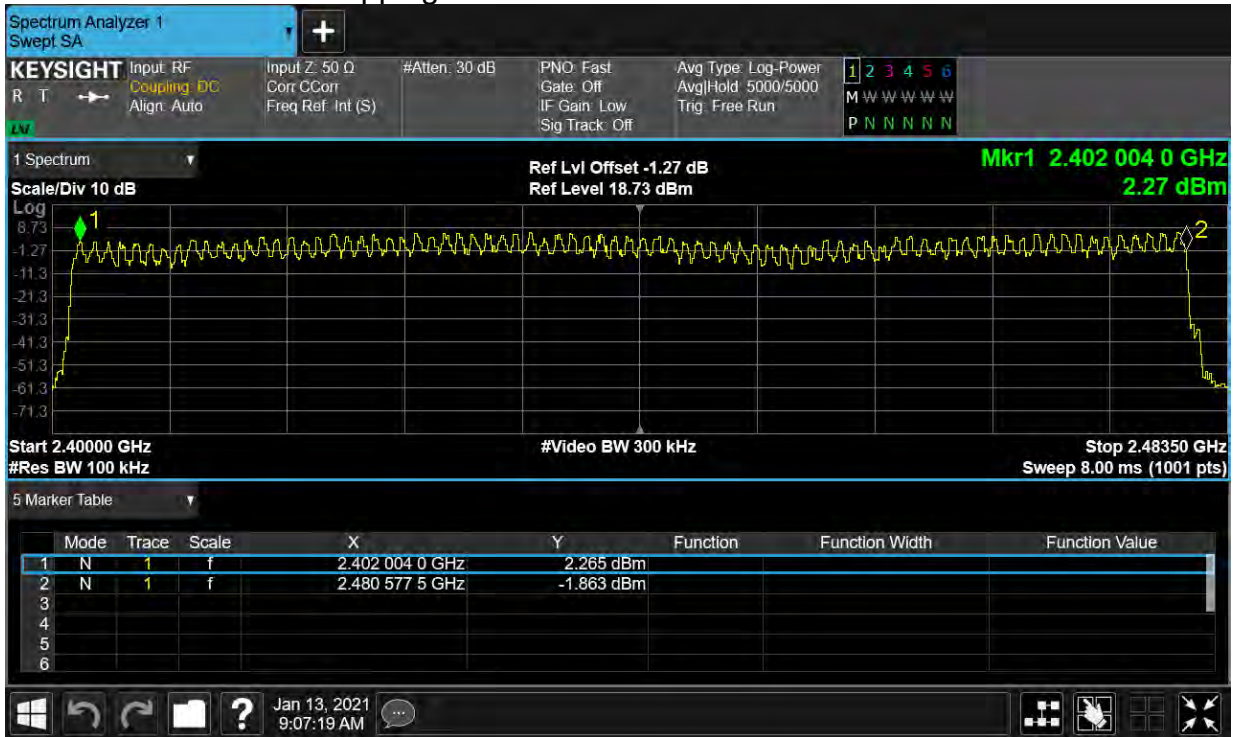 Spectrum Analyzer 1
Swept SA
+
KEYSIGHT Input: RF Input Z: 50 Ω #Atten: 30 dB PNO: Fast Avg Type: Log-Power 1 2 3 4 5 6
R T Coupling: DC Corr CCorr Gate: Off Avg|Hold: 5000/5000 M W W W W W
Align: Auto Freq Ref: Int (S) IF Gain: Low Trig: Free Run
Sig Track: Off P N N N N N
1 Spectrum Ref Lvl Offset -1.27 dB Mkr1 2.402 004 0 GHz
Scale/Div 10 dB Ref Level 18.73 dBm 2.27 dBm
Log
8.73 1 2
-1.27
-11.3
-21.3
-31.3
-41.3
-51.3
-61.3
-71.3
Start 2.40000 GHz #Video BW 300 kHz Stop 2.48350 GHz
#Res BW 100 kHz Sweep 8.00 ms (1001 pts)
5 Marker Table
Mode Trace Scale X Y Function Function Width Function Value
1 N 1 f 2.402 004 0 GHz 2.265 dBm
2 N 1 f 2.480 577 5 GHz -1.863 dBm
3
4
5
6
? Jan 13, 2021
9:07:19 AM